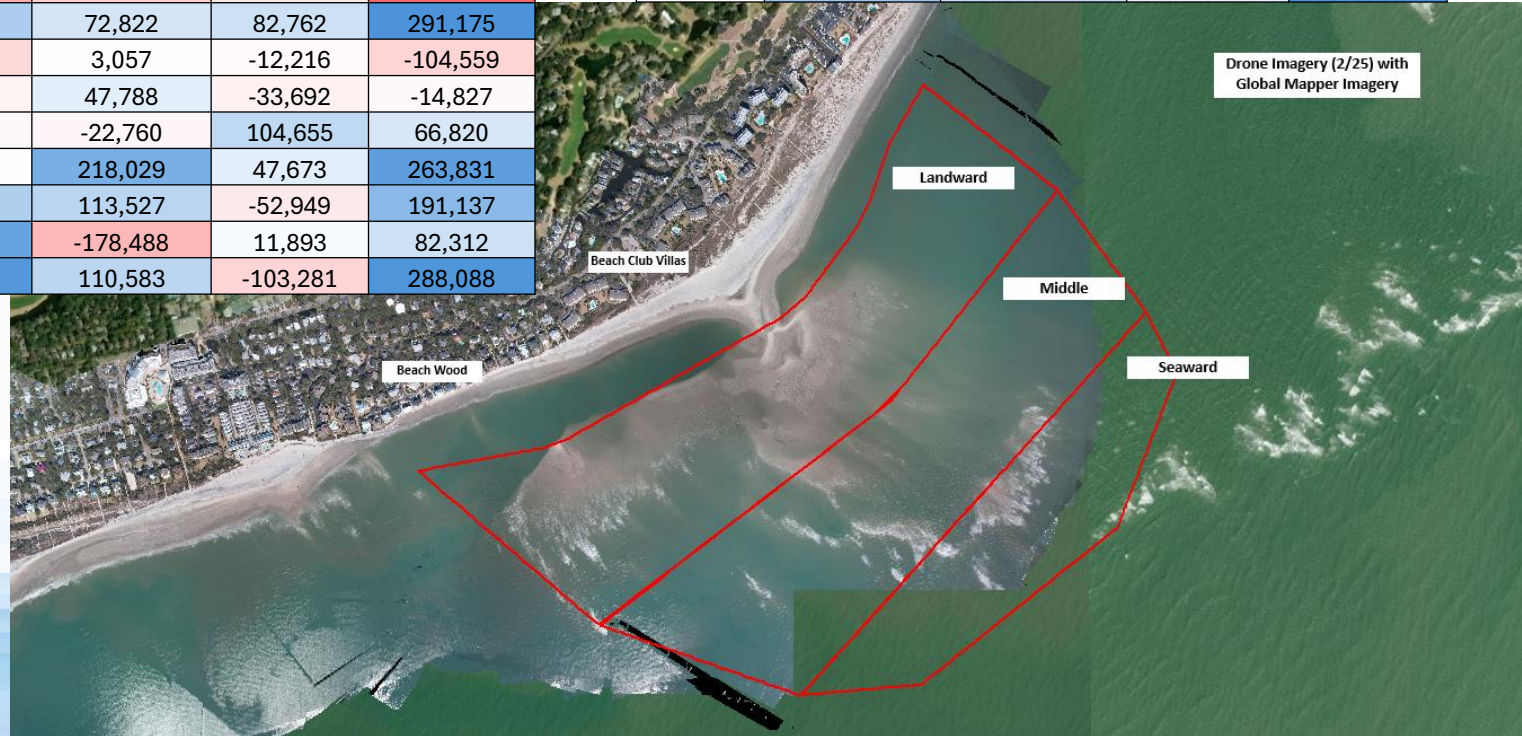 72,822 82,762 291,175
3,057 -12,216 -104,559
47,788 -33,692 -14,827
-22,760 104,655 66,820
218,029 47,673 263,831
113,527 -52,949 191,137
-178,488 11,893 82,312
110,583 -103,281 288,088
Drone Imagery (2/25) with
Global Mapper Imagery
Landward
Beach Club Villas
Middle
Beach Wood
Seaward